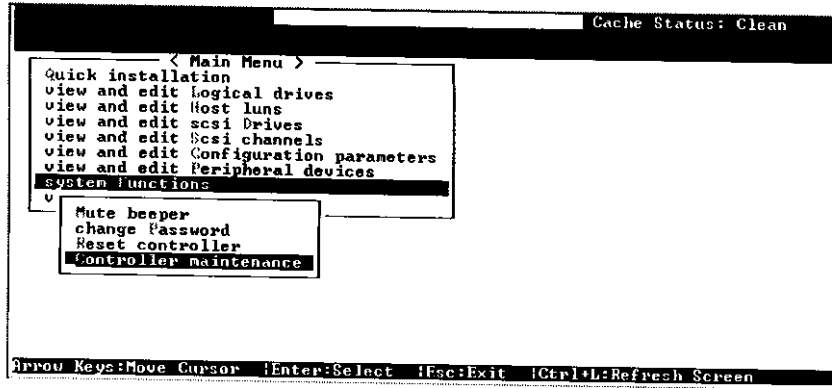 Cache Status: Clean
< Main Menu >
Quick installation
view and edit Logical drives
view and edit Host luns
view and edit scsi Drives
view and edit Scsi channels
view and edit Configuration parameters
view and edit Peripheral devices
system Functions
v
Mute beeper
change Password
Reset controller
Controller maintenance
Arrow Keys:Move Cursor |Enter:Select |Esc:Exit |Ctrl+L:Refresh Screen